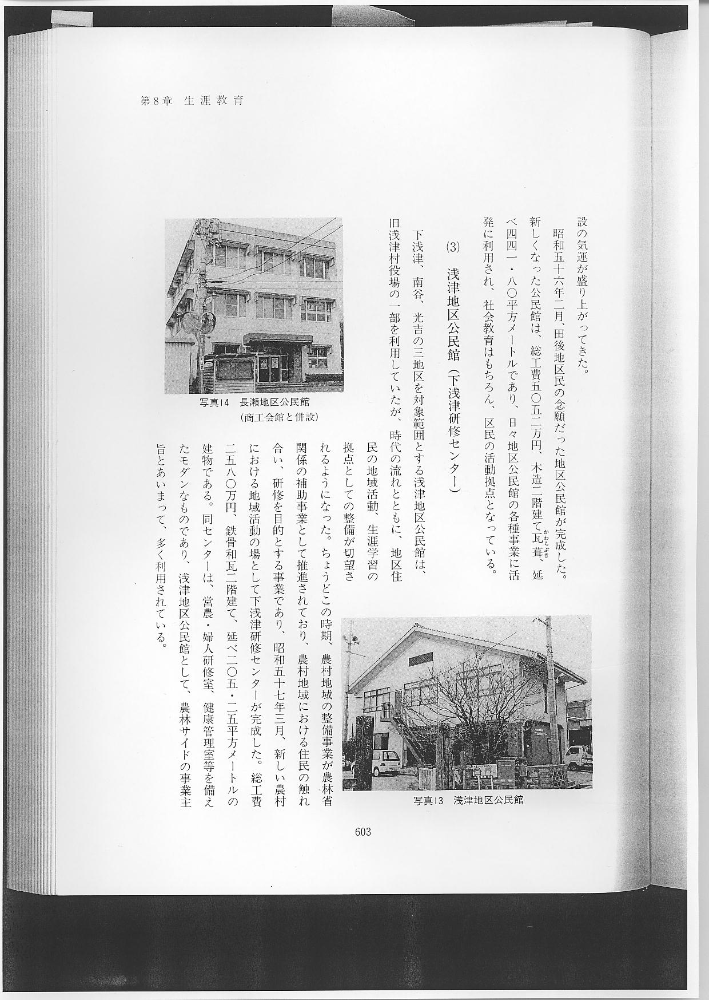 第8章 生涯教育
設の気運が盛り上がってきた。
昭和五十六年二月、田後地区民の念願だった地区公民館が完成した。
新しくなった公民館は、総工費五〇五二万円、木造二階建て瓦葺、延
かわらぶき
べ四四一・八〇平方メートルであり、日々地区公民館の各種事業に活
発に利用され、社会教育はもちろん、区民の活動拠点となっている。
(3) 浅津地区公民館（下浅津研修センター）
下浅津、南谷、光吉の三地区を対象範囲とする浅津地区公民館は、
旧浅津村役場の一部を利用していたが、時代の流れとともに、地区住
民の地域活動、生涯学習の
拠点としての整備が切望さ
れるようになった。ちょうどこの時期、農村地域の整備事業が農林省
関係の補助事業として推進されており、農村地域における住民の触れ
合い、研修を目的とする事業であり、昭和五十七年三月、新しい農村
における地域活動の場として下浅津研修センターが完成した。総工費
二五八〇万円、鉄骨和瓦二階建て、延べ二〇五・二五平方メートルの
建物である。同センターは、営農・婦人研修室、健康管理室等を備え
たモダンなものであり、浅津地区公民館として、農林サイドの事業主
旨とあいまって、多く利用されている。
写真13 浅津地区公民館
写真14 長瀬地区公民館
(商工会館と併設)
603